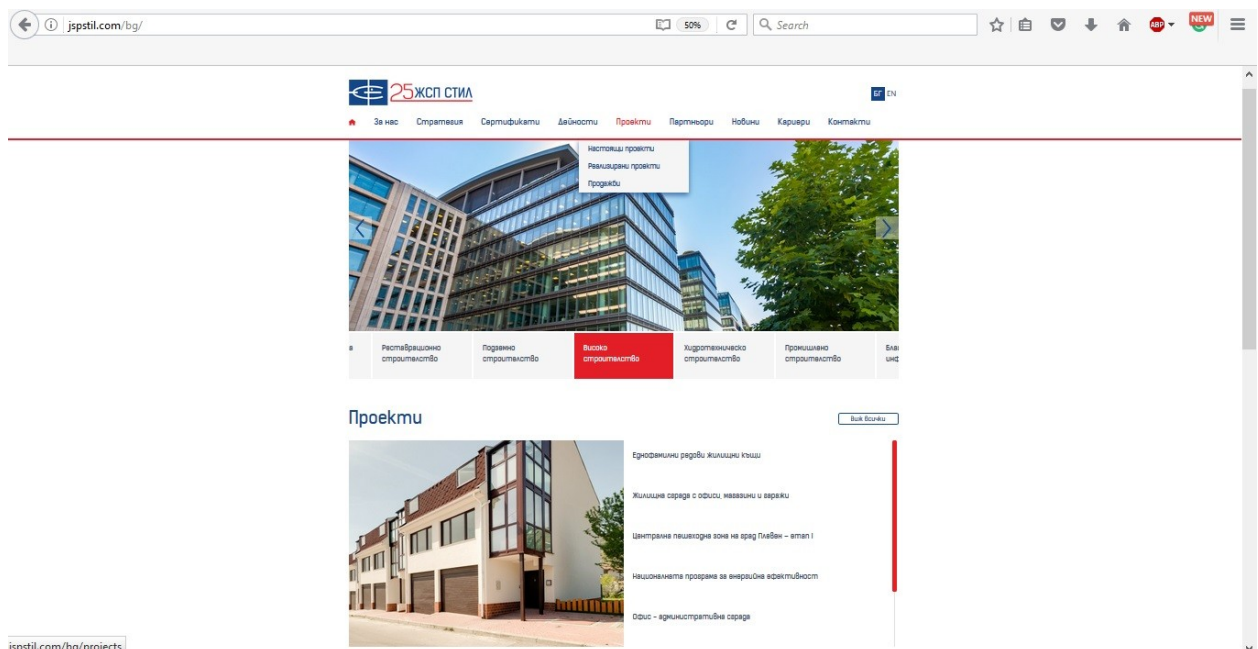 jspstil.com/bg/
50%
Search
ABP
NEW
25 ЖСП СТИЛ
БГ EN
За нас Стратегия Сертификати Дейности Проекти Партньори Новини Кариери Контакти
Настоящи проекти
Реализирани проекти
Продажби
Реставрационно
строителство
Подземно
строителство
Високо
строителство
Хидротехническо
строителство
Промишлено
строителство
Проекти
Виж всички
Еднофамилни редови жилищни къщи
Жилищна сграда с офиси, магазини и гаражи
Централна пешеходна зона на град Плевен – етап I
Националната програма за енергийна ефективност
Офис – административна сграда
jspstil.com/bg/projects